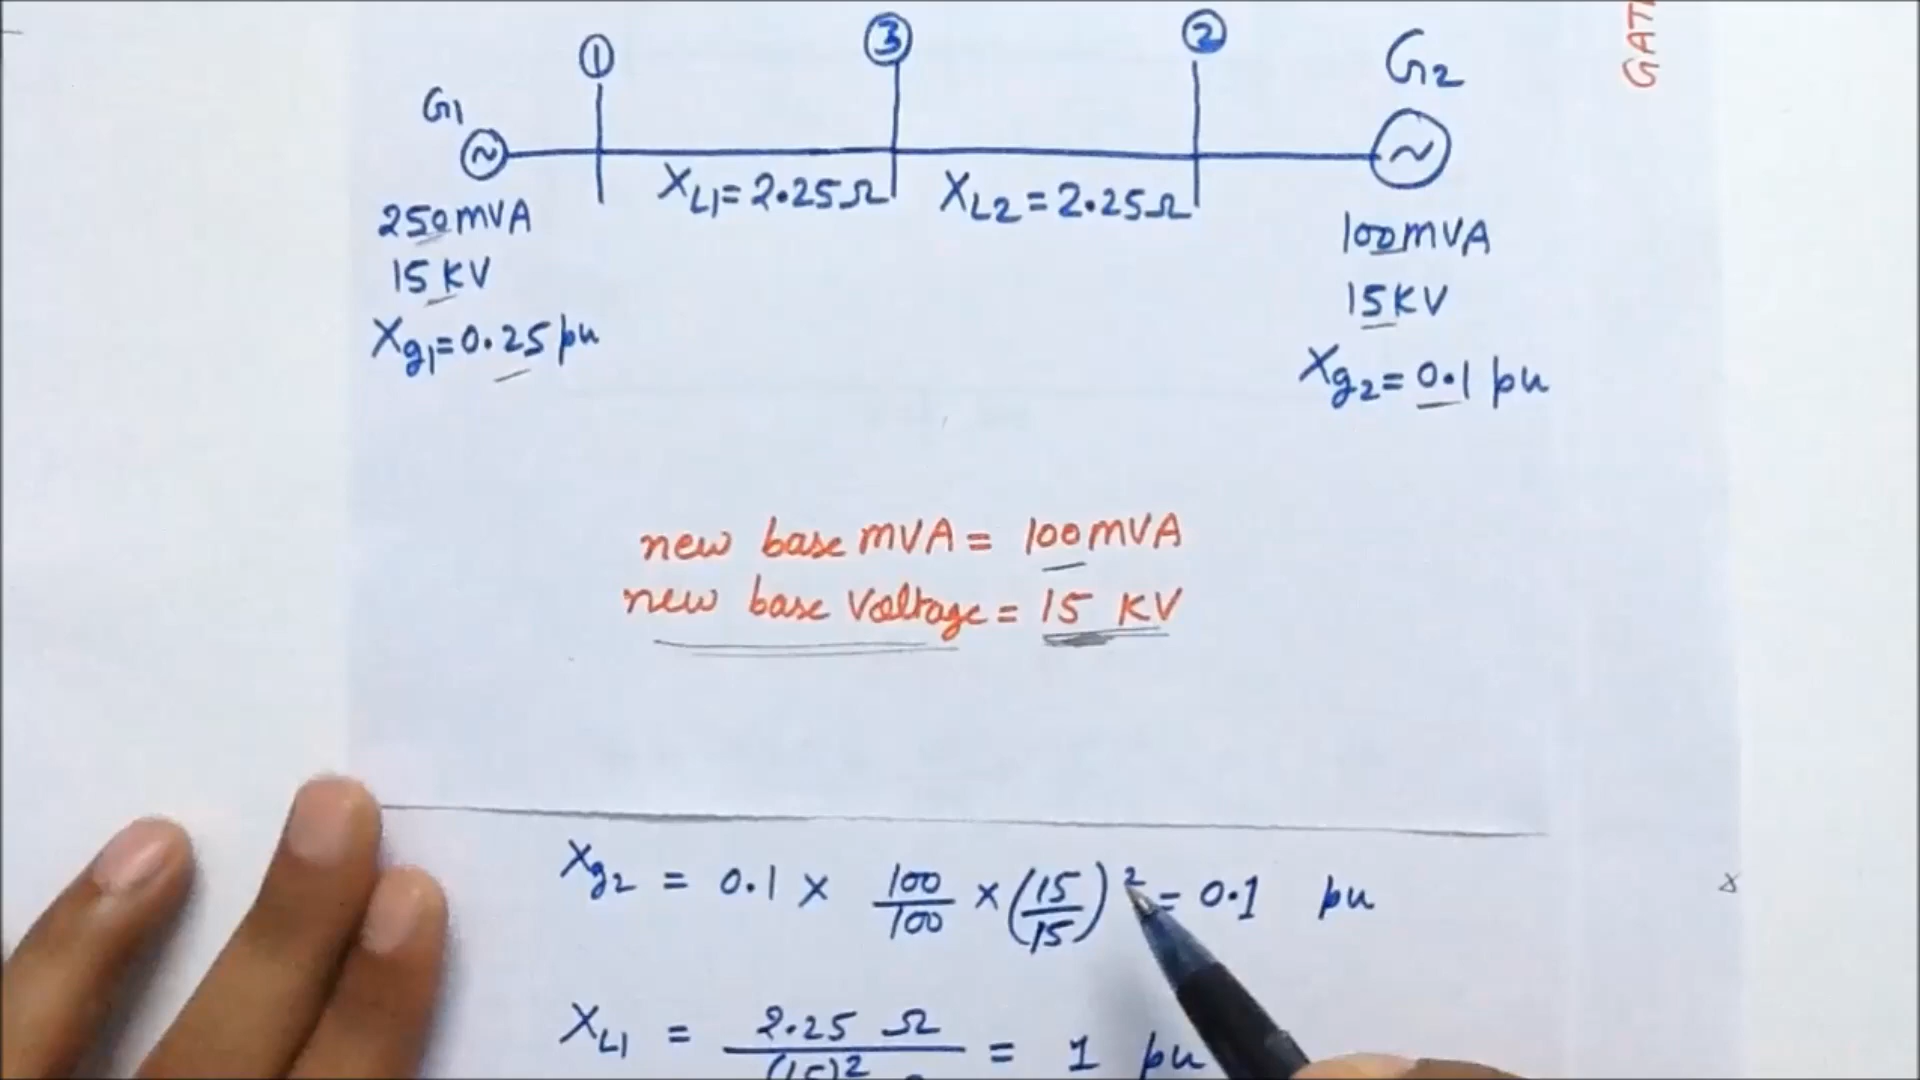 ① ③ ②
G1 G2
GAT
XL1 = 2.25Ω XL2 = 2.25Ω
250 MVA 100 MVA
15 KV 15 KV
Xg1 = 0.25 pu Xg2 = 0.1 pu
new base MVA = 100 MVA
new base Voltage = 15 KV
Xg2 = 0.1 × 100/100 × (15/15)² = 0.1 pu
XL1 = 2.25 Ω / (15)² = 1 pu